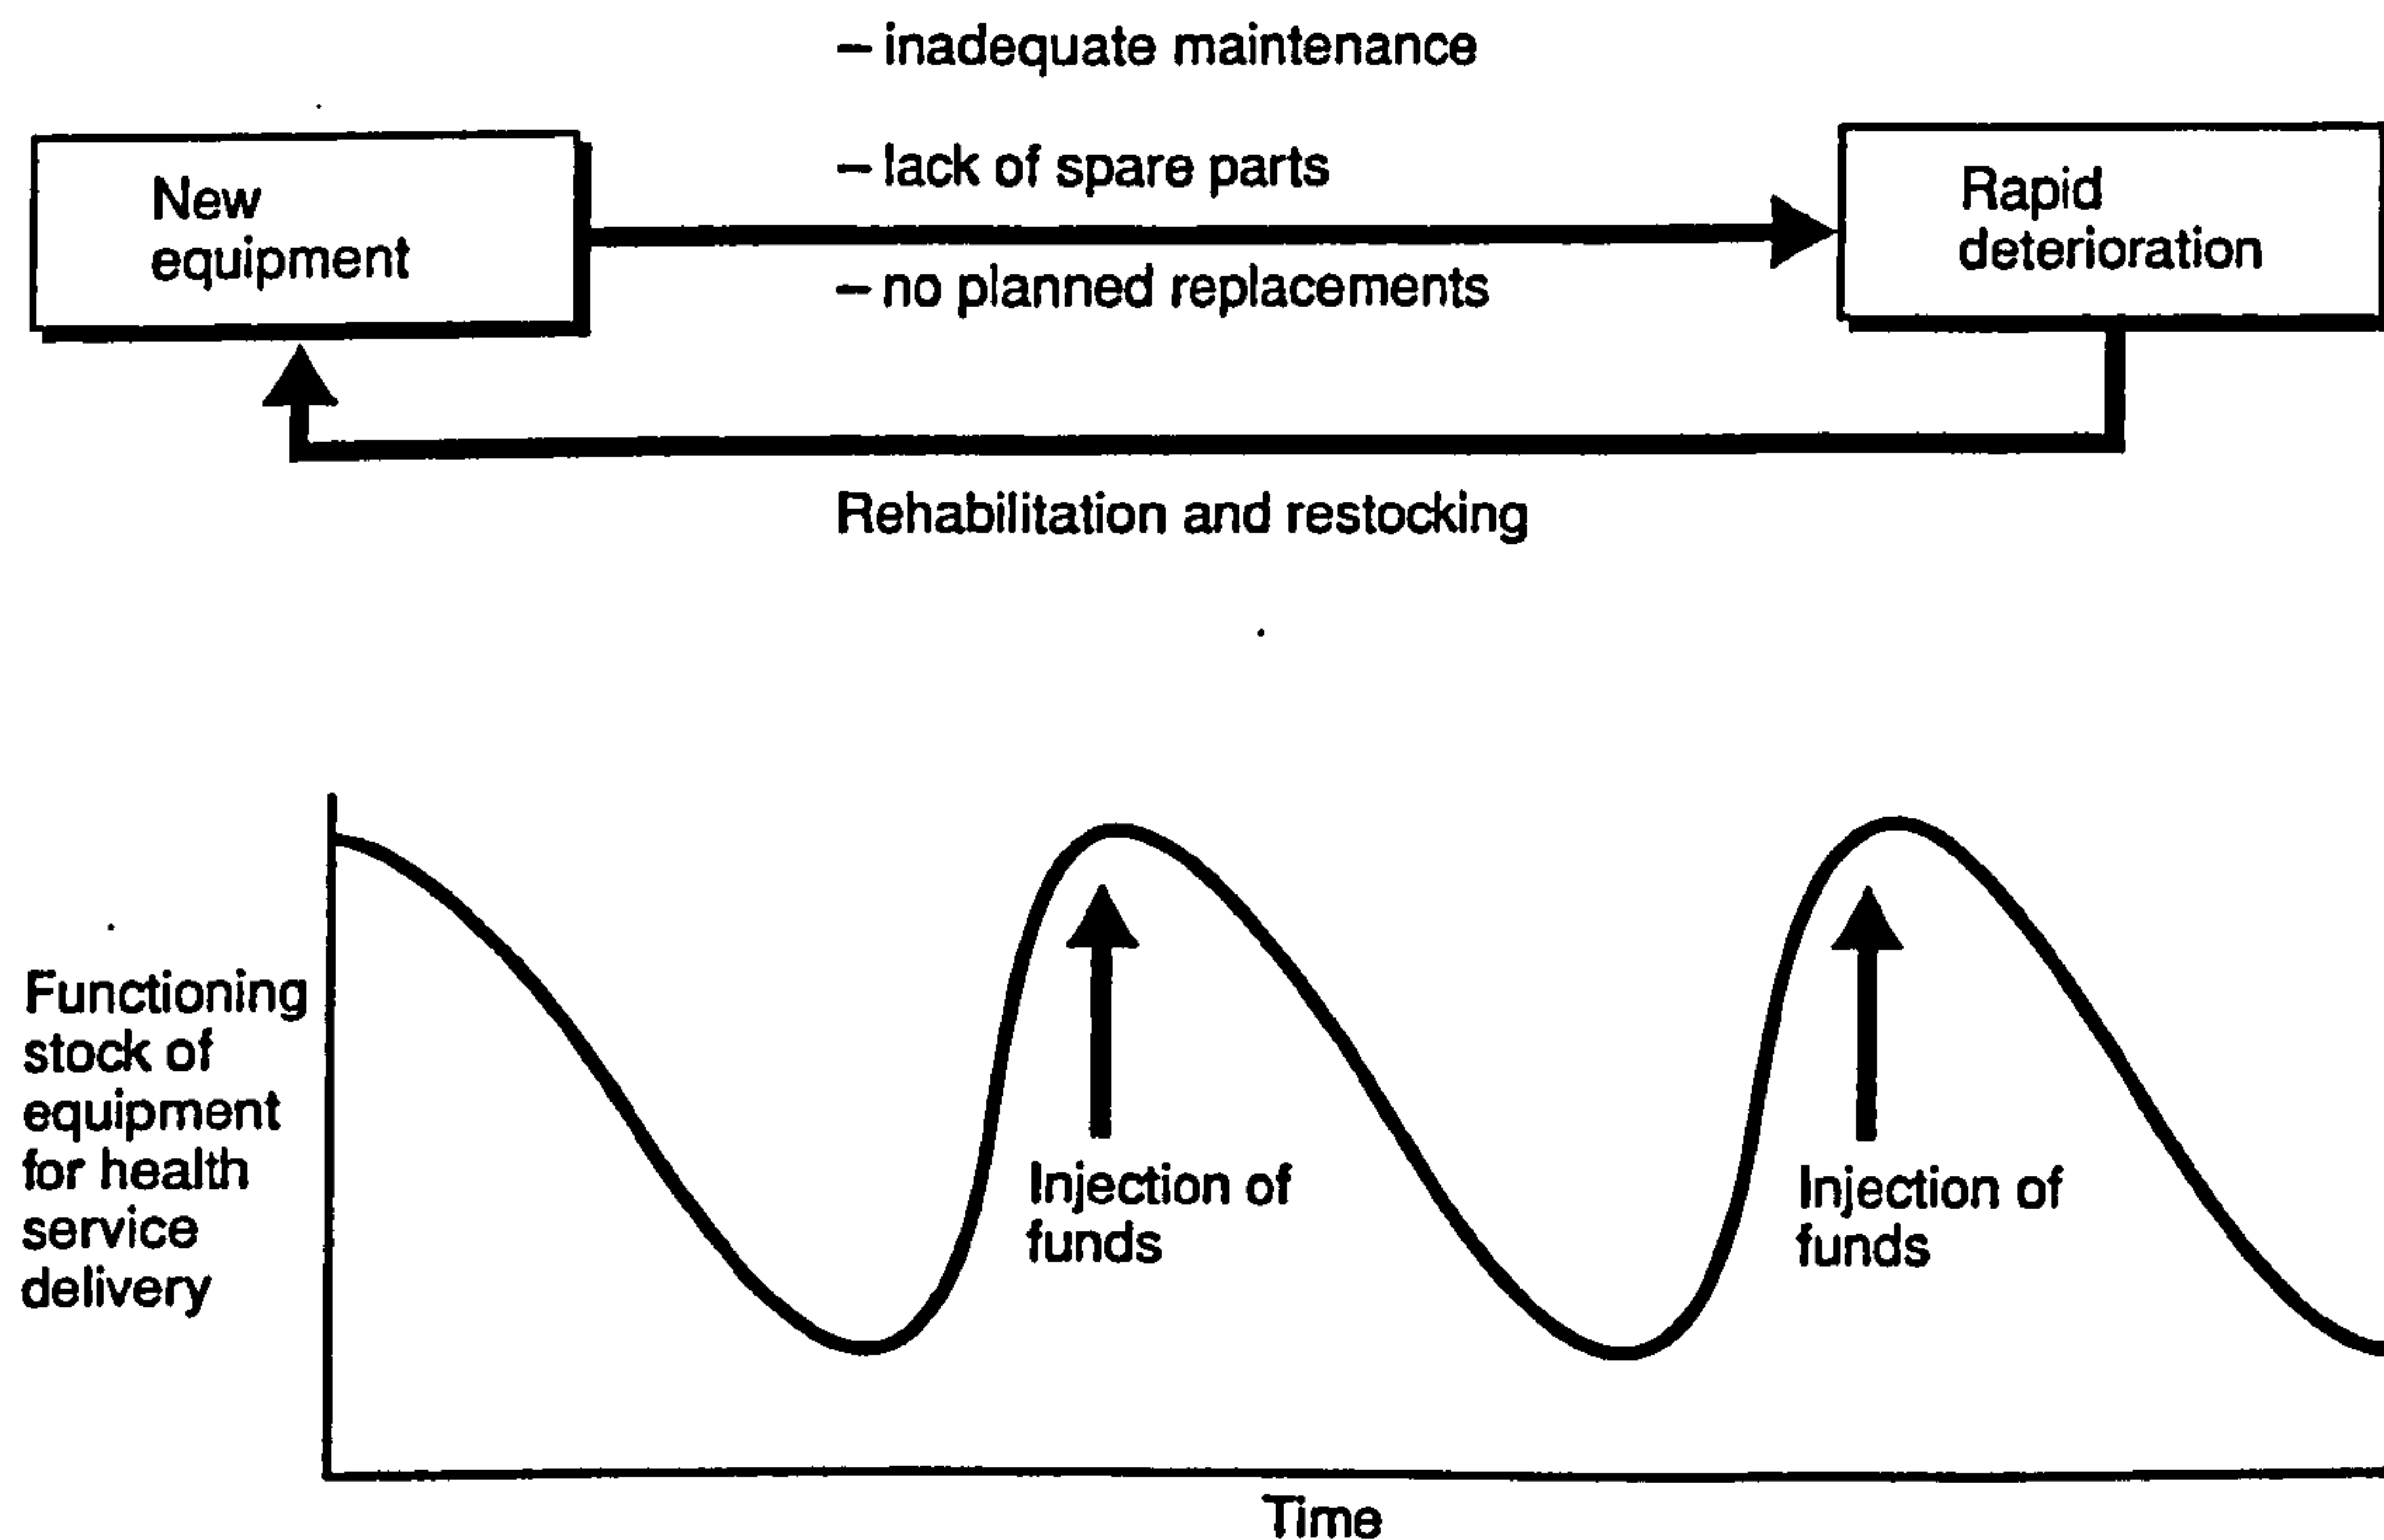 – inadequate maintenance
– lack of spare parts
– no planned replacements
New
equipment
Rapid
deterioration
Rehabilitation and restocking
Functioning
stock of
equipment
for health
service
delivery
Injection of
funds
Injection of
funds
Time